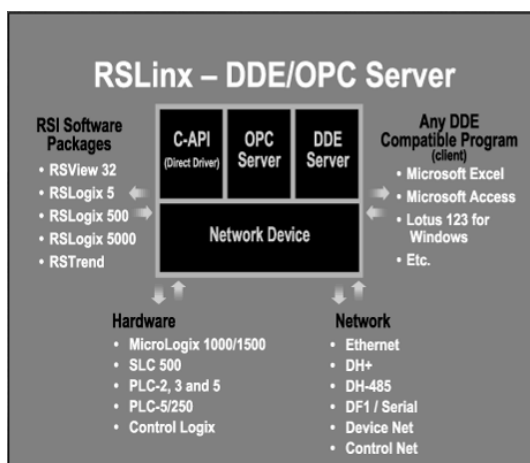 RSLinx – DDE/OPC Server
RSI Software
Packages
• RSView 32
• RSLogix 5
• RSLogix 500
• RSLogix 5000
• RSTrend
C-API
(Direct Driver)
OPC
Server
DDE
Server
Network Device
Any DDE
Compatible Program
(client)
• Microsoft Excel
• Microsoft Access
• Lotus 123 for
Windows
• Etc.
Hardware
• MicroLogix 1000/1500
• SLC 500
• PLC-2, 3 and 5
• PLC-5/250
• Control Logix
Network
• Ethernet
• DH+
• DH-485
• DF1 / Serial
• Device Net
• Control Net